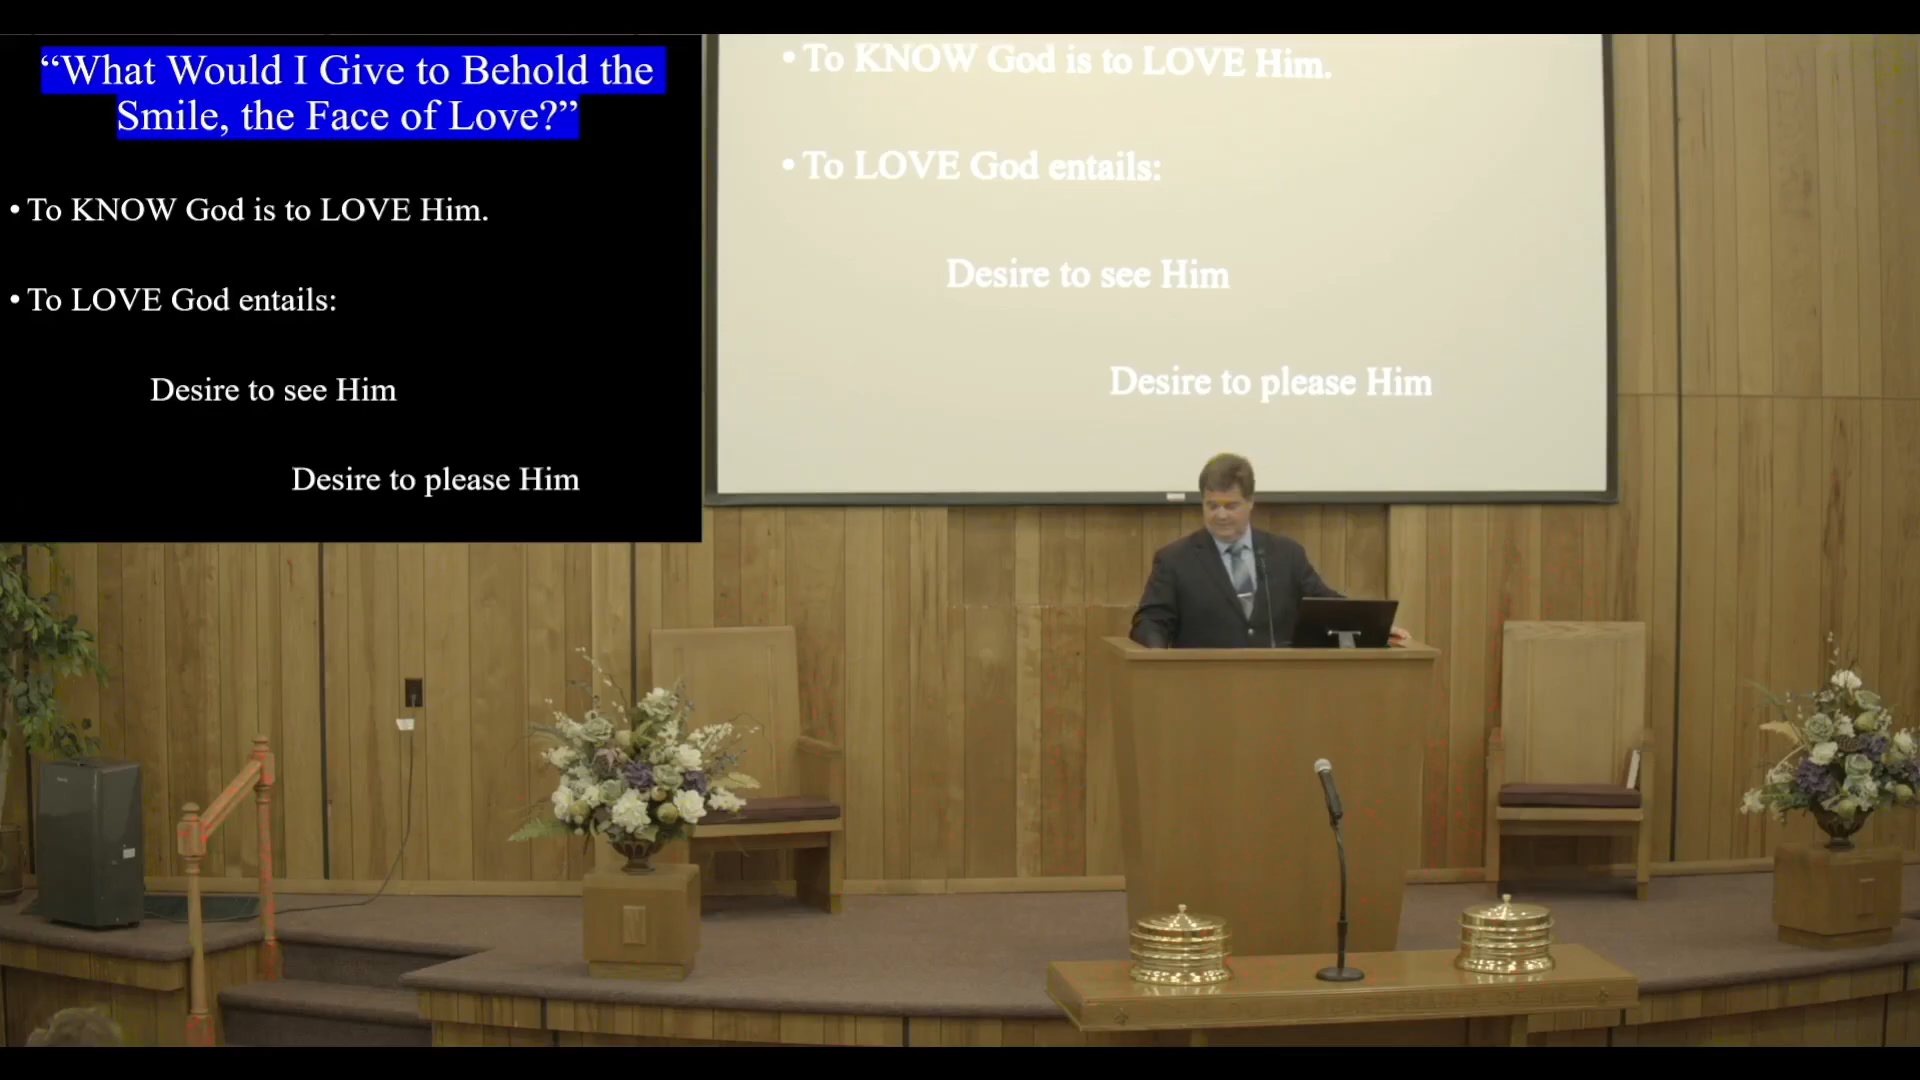 “What Would I Give to Behold the
Smile, the Face of Love?”
• To KNOW God is to LOVE Him.
• To LOVE God entails:
Desire to see Him
Desire to please Him
• To KNOW God is to LOVE Him.
• To LOVE God entails:
Desire to see Him
Desire to please Him